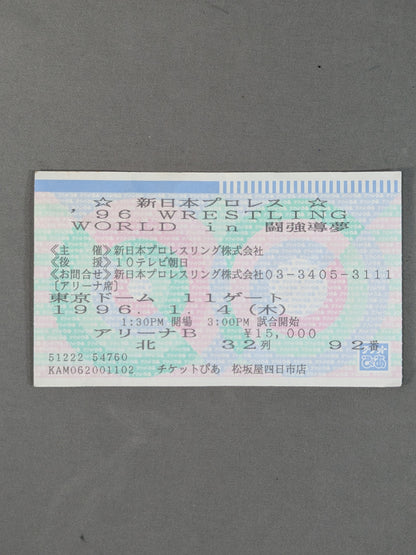 ☆ 新日本プロレス ☆
'96 WRESTLING
WORLD in 闘強導夢
《主 催》新日本プロレスリング株式会社
《後 援》10テレビ朝日
《お問合せ》新日本プロレスリング株式会社03-3405-3111
[アリーナ席]
東京ドーム 11ゲート
1996. 1. 4(木)
1:30PM 開場 3:00PM 試合開始
アリーナB ¥15,000
北 32列 92番
51222 54760
KAM062001102 チケットぴあ 松坂屋四日市店